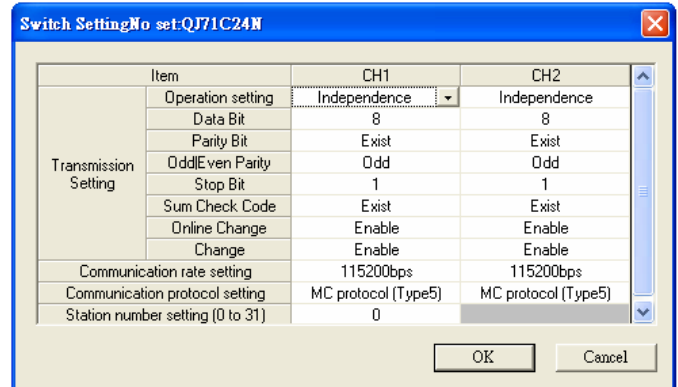 Switch SettingNo set:QJ71C24N
Item CH1 CH2
Transmission Setting
Operation setting Independence Independence
Data Bit 8 8
Parity Bit Exist Exist
Odd|Even Parity Odd Odd
Stop Bit 1 1
Sum Check Code Exist Exist
Online Change Enable Enable
Change Enable Enable
Communication rate setting 115200bps 115200bps
Communication protocol setting MC protocol (Type5) MC protocol (Type5)
Station number setting (0 to 31) 0
OK Cancel